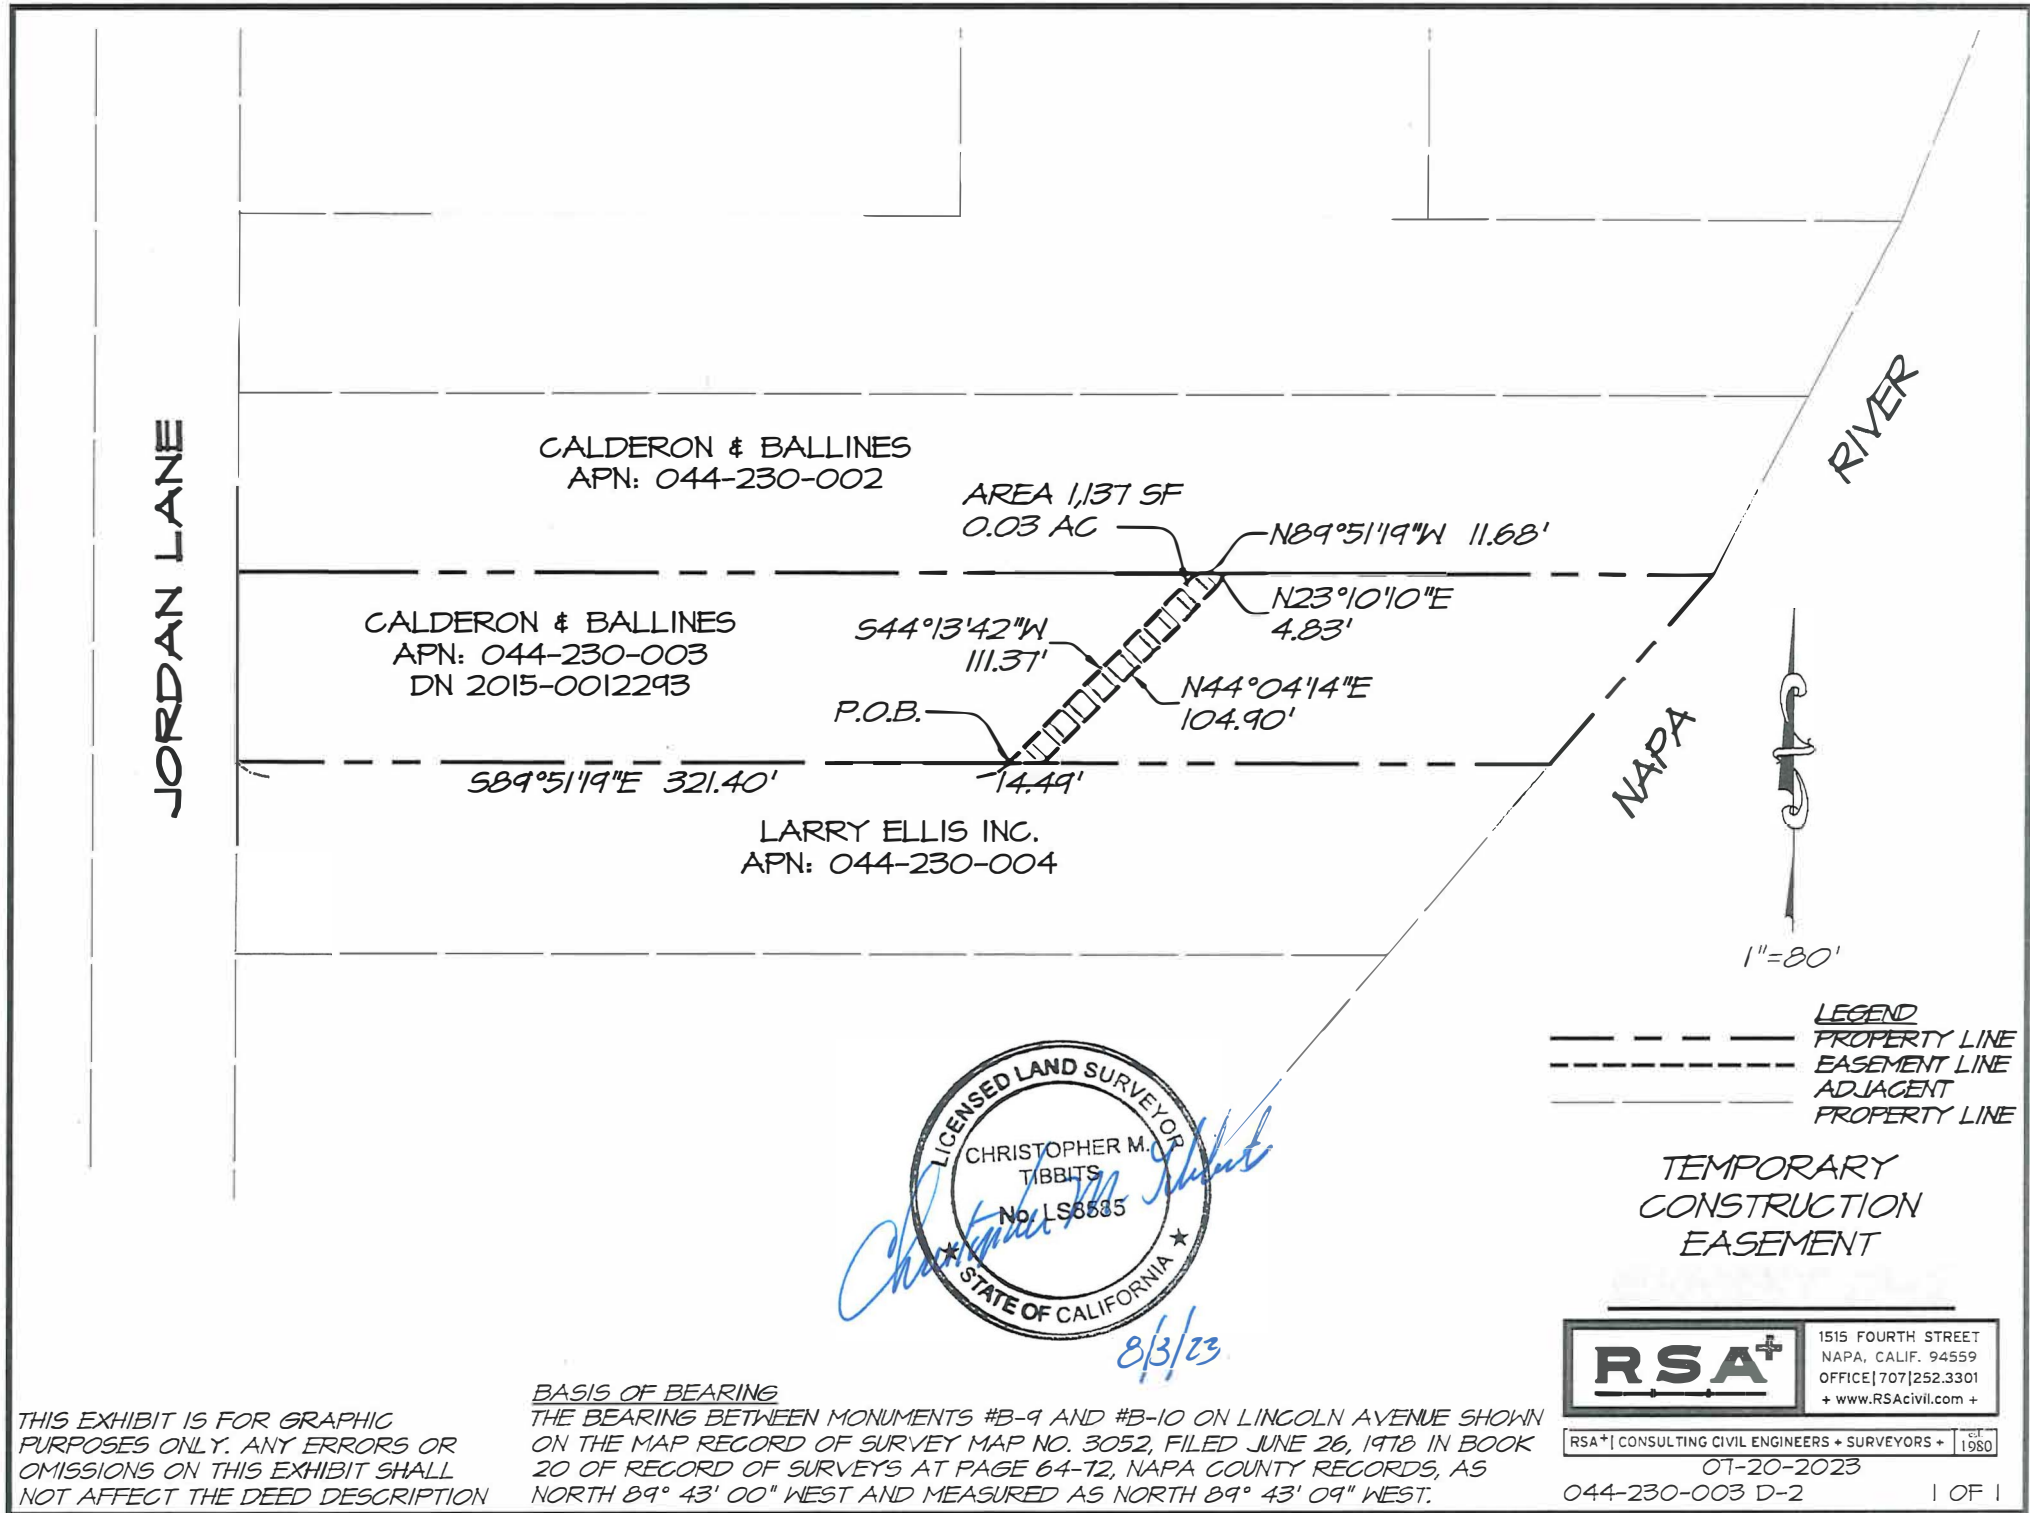 JORDAN LANE
CALDERON & BALLINES
APN: 044-230-002
AREA 1,137 SF
0.03 AC
N89°51'19"W 11.68'
N23°10'10"E
4.83'
CALDERON & BALLINES
APN: 044-230-003
DN 2015-0012293
S44°13'42"W
111.37'
N44°04'14"E
104.90'
P.O.B.
S89°51'19"E 321.40'
14.49'
LARRY ELLIS INC.
APN: 044-230-004
NAPA
RIVER
1"=80'
LEGEND
PROPERTY LINE
EASEMENT LINE
ADJACENT
PROPERTY LINE
LICENSED LAND SURVEYOR
CHRISTOPHER M.
TIBBITS
No. LS8585
STATE OF CALIFORNIA
Christopher M. Tibbits
8/3/23
TEMPORARY
CONSTRUCTION
EASEMENT
RSA+
1515 FOURTH STREET
NAPA, CALIF. 94559
OFFICE|707|252.3301
+ www.RSAcivil.com +
RSA+| CONSULTING CIVIL ENGINEERS + SURVEYORS +
est.
1980
07-20-2023
044-230-003 D-2 1 OF 1
THIS EXHIBIT IS FOR GRAPHIC
PURPOSES ONLY. ANY ERRORS OR
OMISSIONS ON THIS EXHIBIT SHALL
NOT AFFECT THE DEED DESCRIPTION
BASIS OF BEARING
THE BEARING BETWEEN MONUMENTS #B-9 AND #B-10 ON LINCOLN AVENUE SHOWN
ON THE MAP RECORD OF SURVEY MAP NO. 3052, FILED JUNE 26, 1978 IN BOOK
20 OF RECORD OF SURVEYS AT PAGE 64-72, NAPA COUNTY RECORDS, AS
NORTH 89° 43' 00" WEST AND MEASURED AS NORTH 89° 43' 09" WEST.